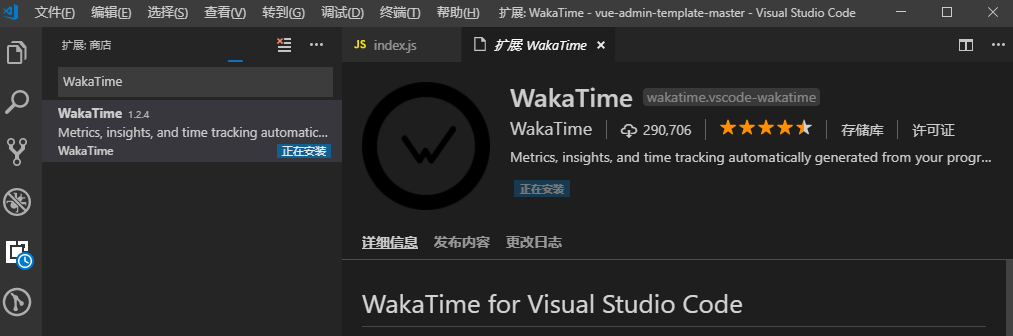 文件(F) 编辑(E) 选择(S) 查看(V) 转到(G) 调试(D) 终端(T) 帮助(H) 扩展: WakaTime - vue-admin-template-master - Visual Studio Code
扩展: 商店
JS index.js 扩展 WakaTime
WakaTime
WakaTime 1.2.4
Metrics, insights, and time tracking automatic...
WakaTime 正在安装
WakaTime wakatime.vscode-wakatime
WakaTime 290,706 存储库 许可证
Metrics, insights, and time tracking automatically generated from your progr...
正在安装
详细信息 发布内容 更改日志
WakaTime for Visual Studio Code